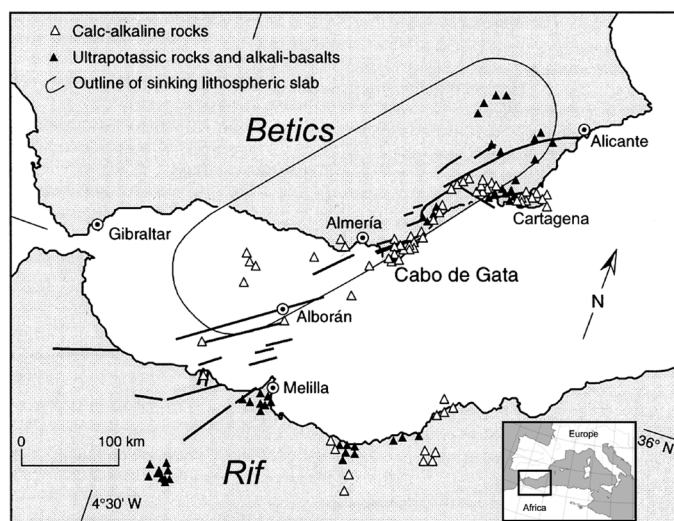 Calc-alkaline rocks
Ultrapotassic rocks and alkali-basalts
Outline of sinking lithospheric slab
Betics
Alicante
Cartagena
Almería
Gibraltar
Cabo de Gata
N
Alborán
Melilla
0 100 km
Rif
4°30' W
36° N
Europe
Africa